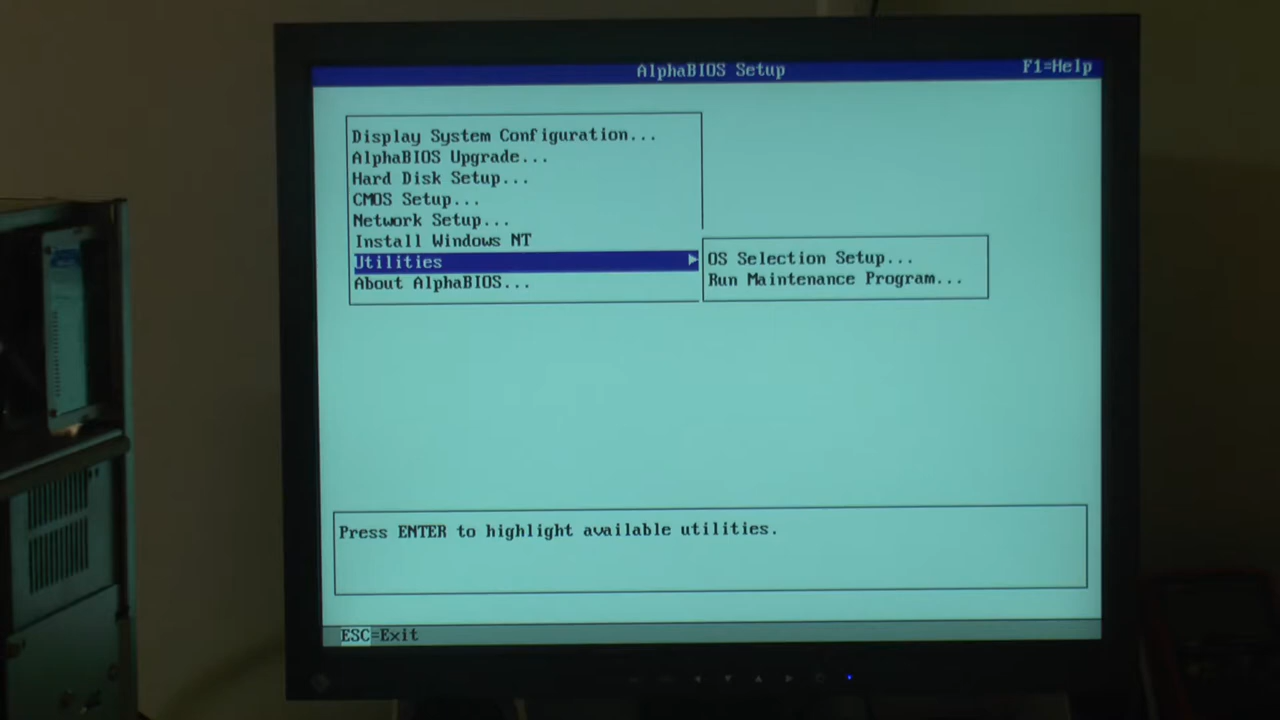 AlphaBIOS Setup
F1=Help
Display System Configuration...
AlphaBIOS Upgrade...
Hard Disk Setup...
CMOS Setup...
Network Setup...
Install Windows NT
Utilities
About AlphaBIOS...
OS Selection Setup...
Run Maintenance Program...
Press ENTER to highlight available utilities.
ESC=Exit